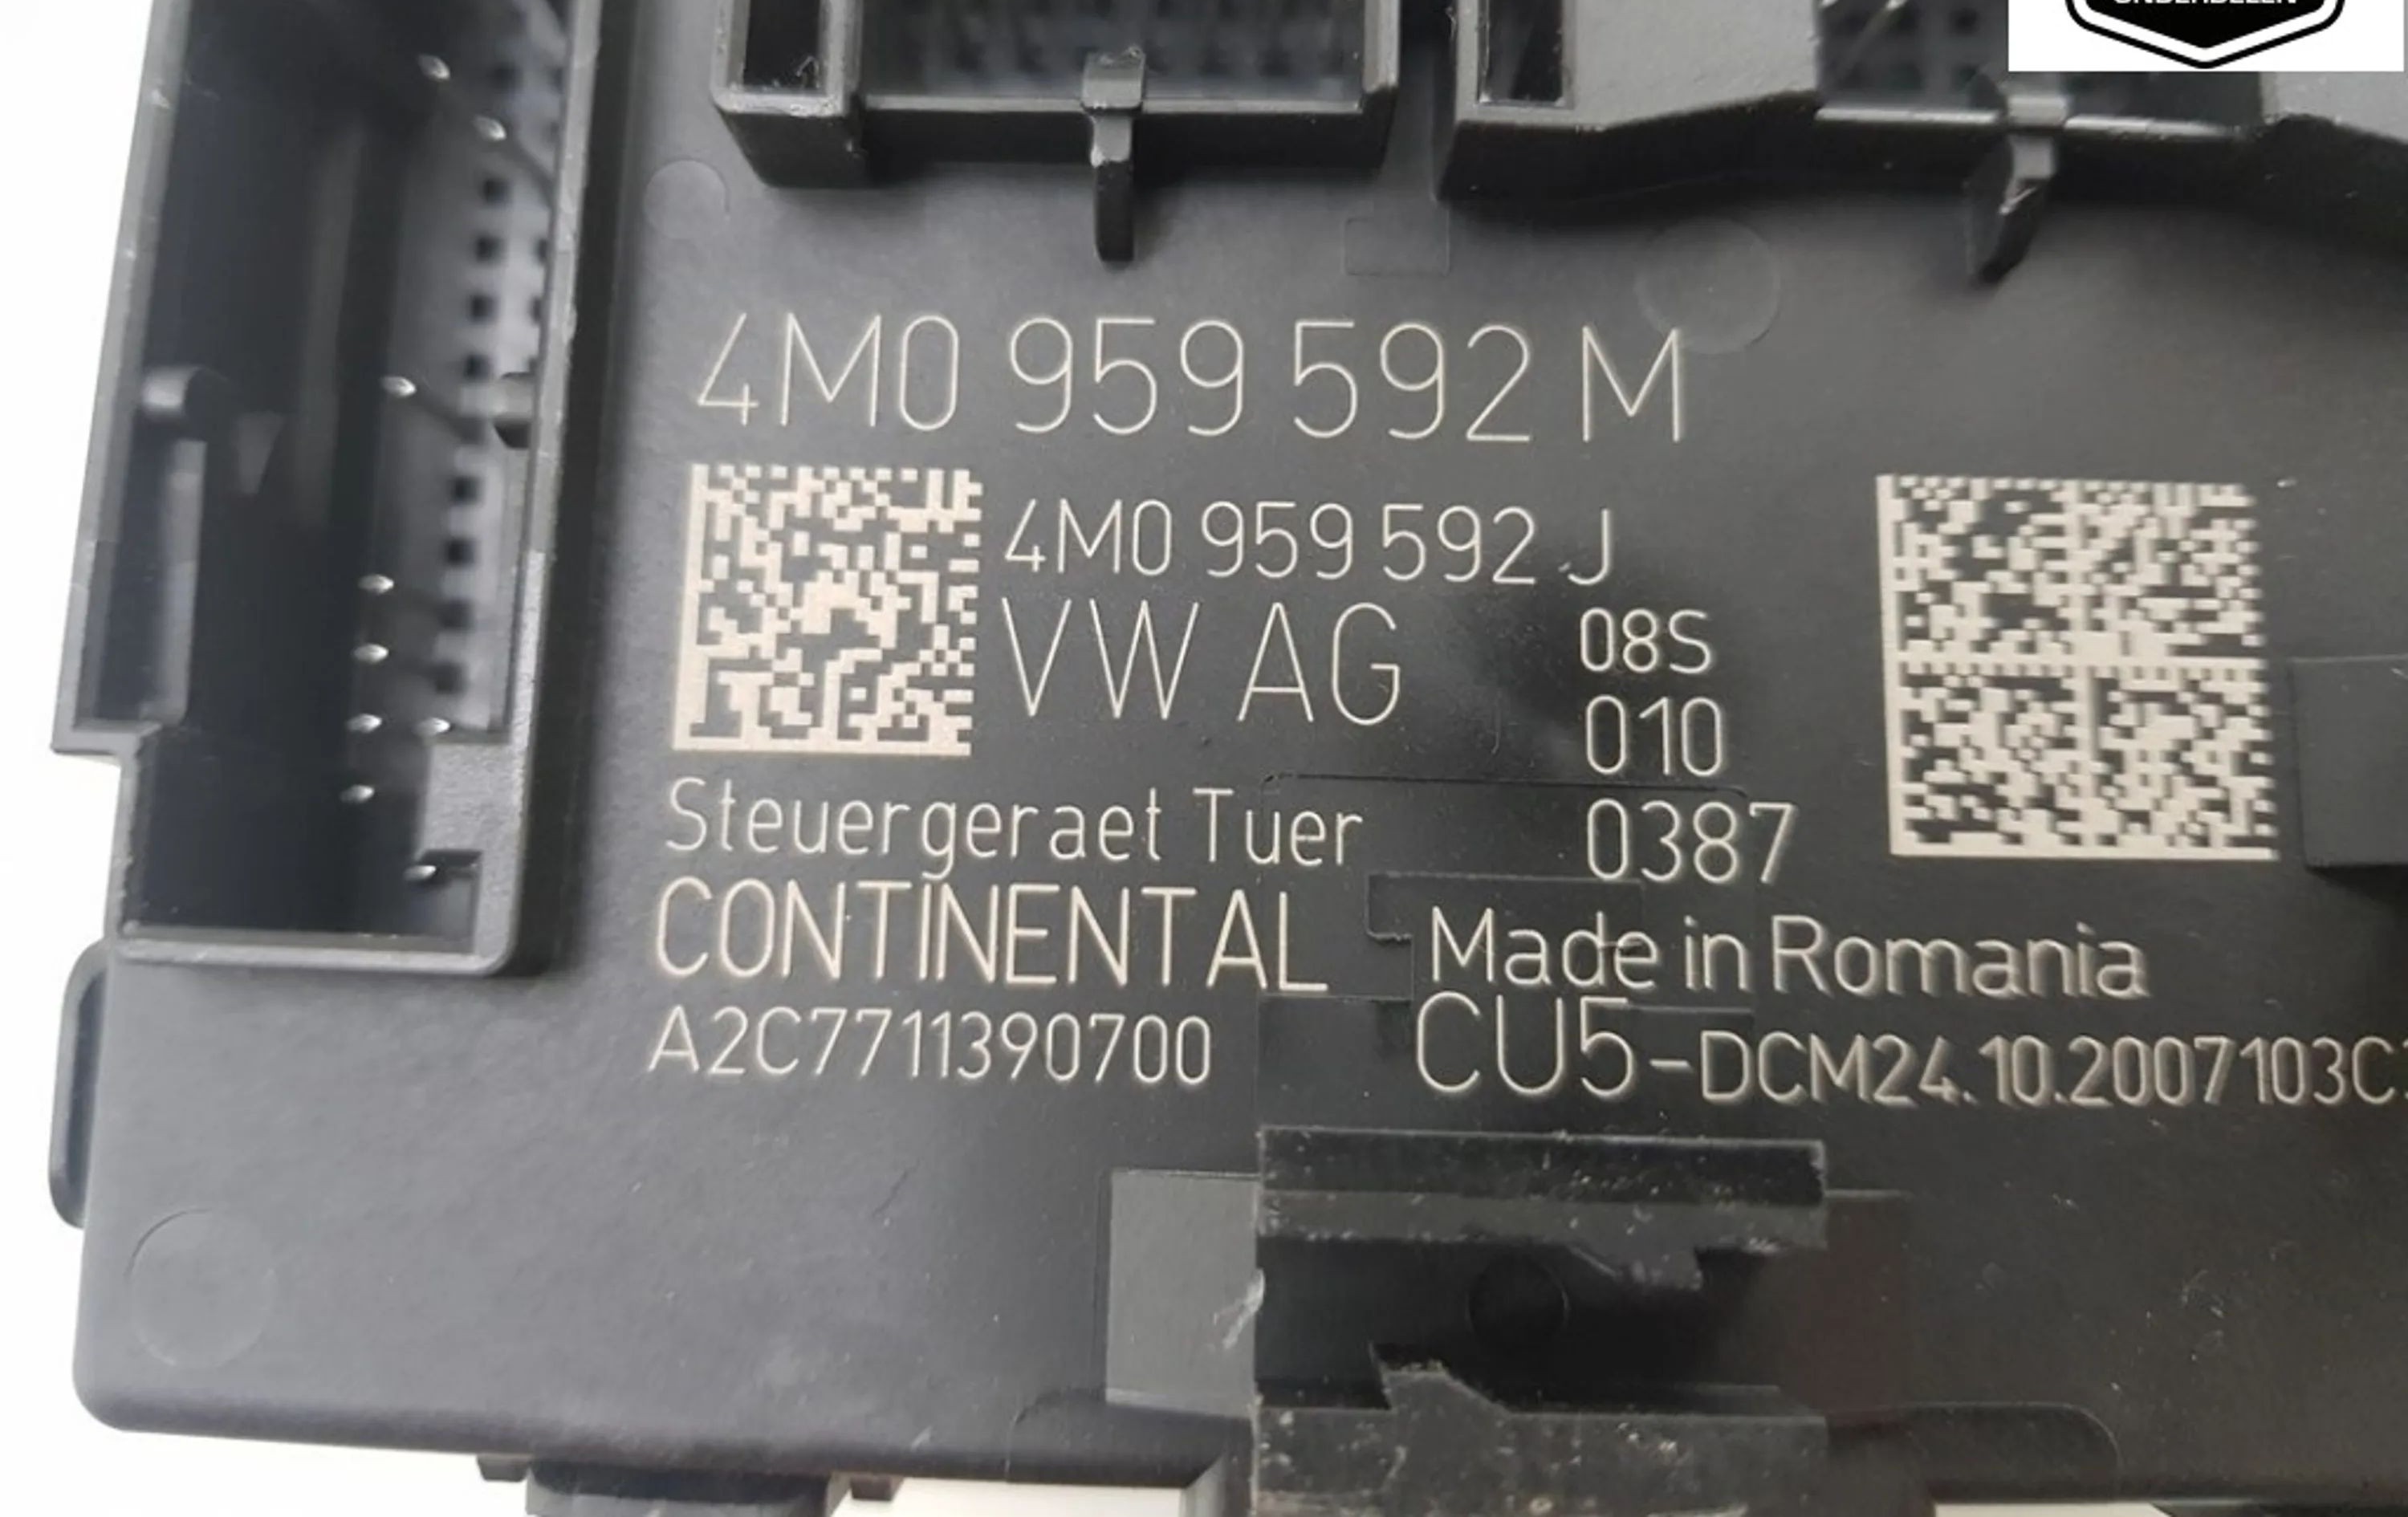 4M0 959 592 M
4M0 959 592 J
VW AG
08S
010
0387
Steuergeraet Tuer
CONTINENTAL
Made in Romania
A2C7711390700
CU5-DCM24.10.2007103C